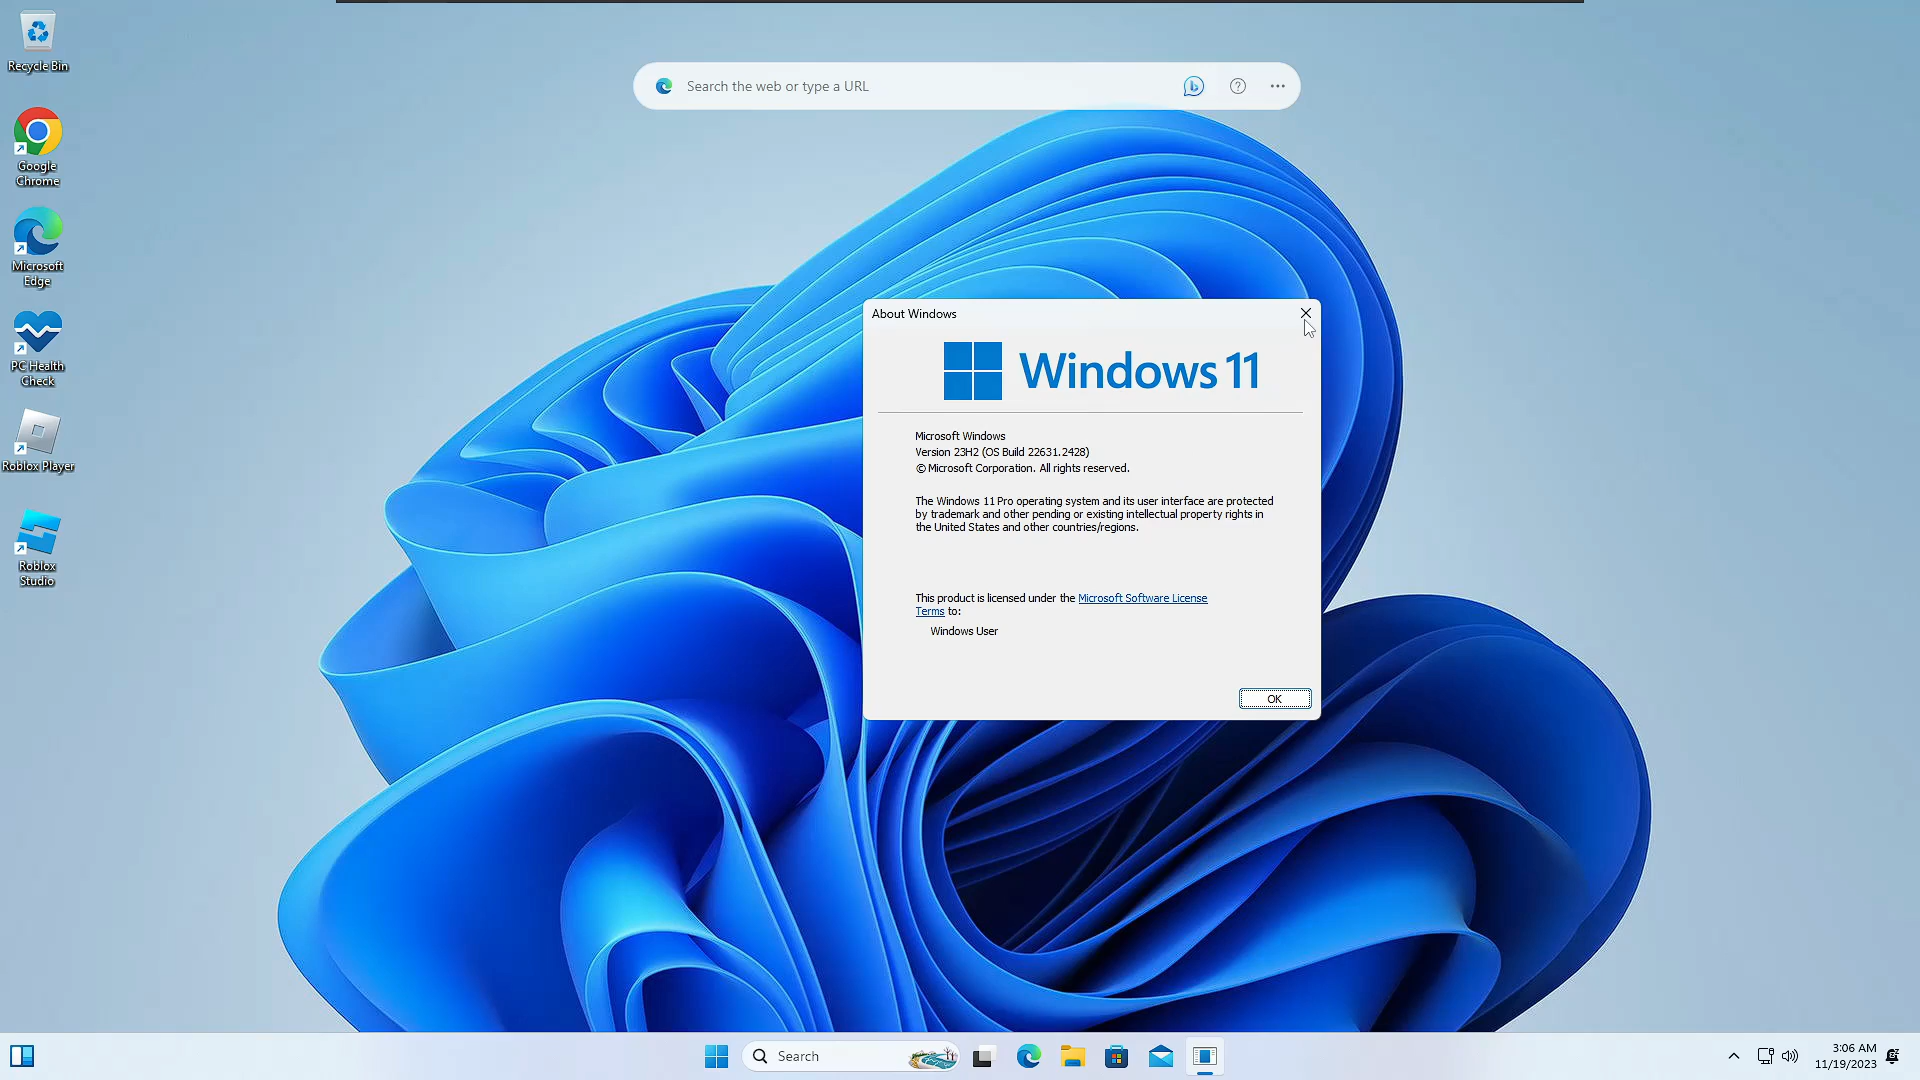 Recycle Bin
Google
Chrome
Microsoft
Edge
PC Health
Check
Roblox Player
Roblox
Studio
Search the web or type a URL
About Windows
Windows 11
Microsoft Windows
Version 23H2 (OS Build 22631.2428)
© Microsoft Corporation. All rights reserved.
The Windows 11 Pro operating system and its user interface are protected
by trademark and other pending or existing intellectual property rights in
the United States and other countries/regions.
This product is licensed under the Microsoft Software License
Terms to:
Windows User
OK
Search
3:06 AM
11/19/2023